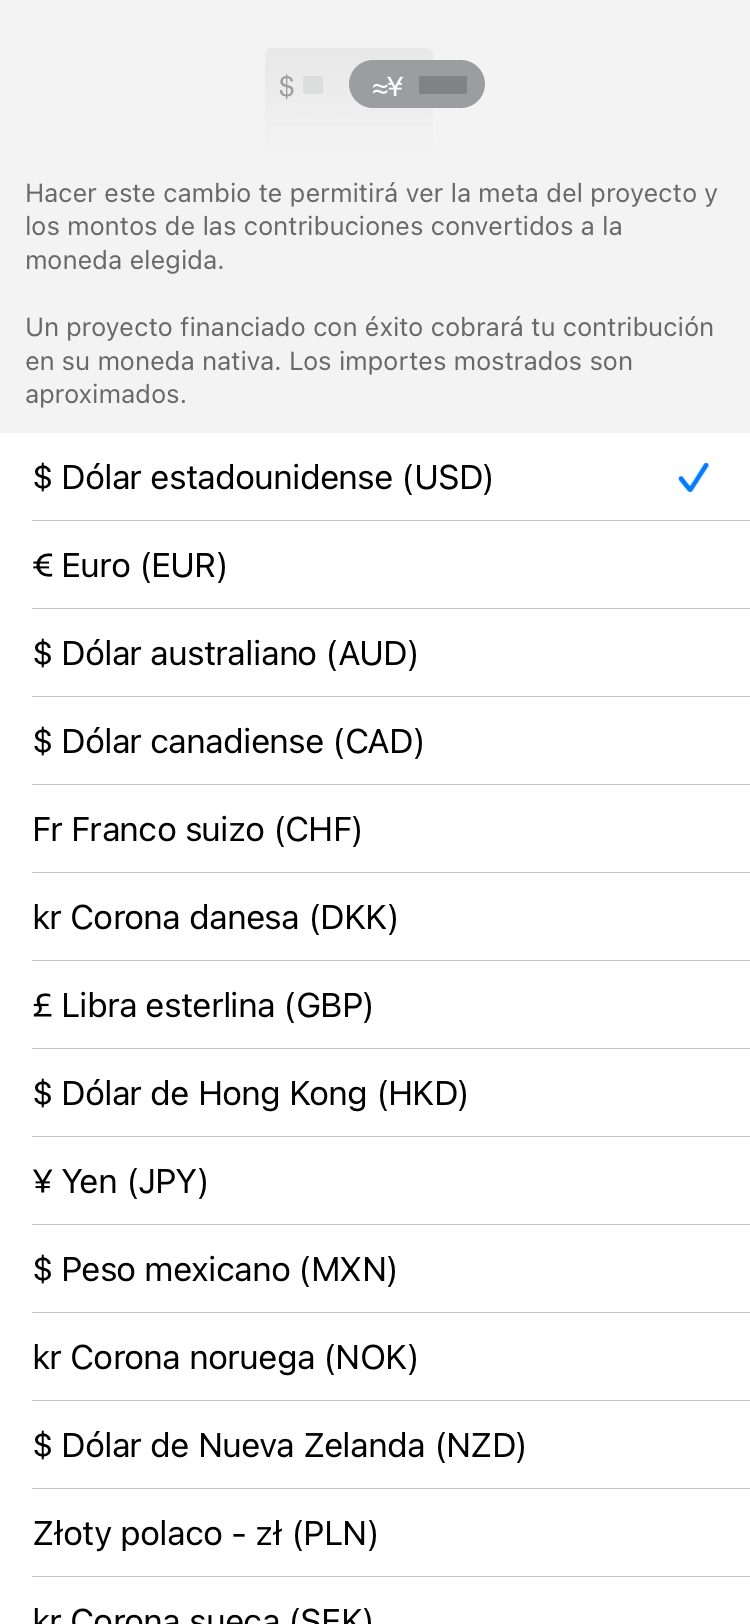 $ ≈¥
Hacer este cambio te permitirá ver la meta del proyecto y
los montos de las contribuciones convertidos a la
moneda elegida.
Un proyecto financiado con éxito cobrará tu contribución
en su moneda nativa. Los importes mostrados son
aproximados.
$ Dólar estadounidense (USD)
€ Euro (EUR)
$ Dólar australiano (AUD)
$ Dólar canadiense (CAD)
Fr Franco suizo (CHF)
kr Corona danesa (DKK)
£ Libra esterlina (GBP)
$ Dólar de Hong Kong (HKD)
¥ Yen (JPY)
$ Peso mexicano (MXN)
kr Corona noruega (NOK)
$ Dólar de Nueva Zelanda (NZD)
Złoty polaco - zł (PLN)
kr Corona sueca (SEK)